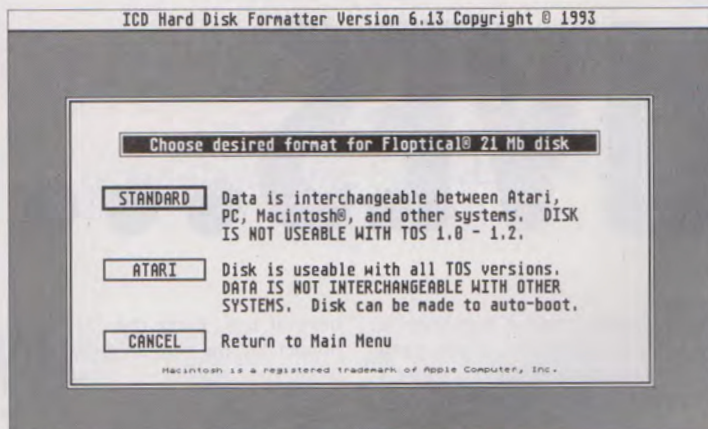 ICD Hard Disk Formatter Version 6.13 Copyright © 1993
Choose desired format for Floptical® 21 Mb disk
STANDARD Data is interchangeable between Atari,
PC, Macintosh®, and other systems. DISK
IS NOT USEABLE WITH TOS 1.0 - 1.2.
ATARI Disk is useable with all TOS versions.
DATA IS NOT INTERCHANGEABLE WITH OTHER
SYSTEMS. Disk can be made to auto-boot.
CANCEL Return to Main Menu
Macintosh is a registered trademark of Apple Computer, Inc.